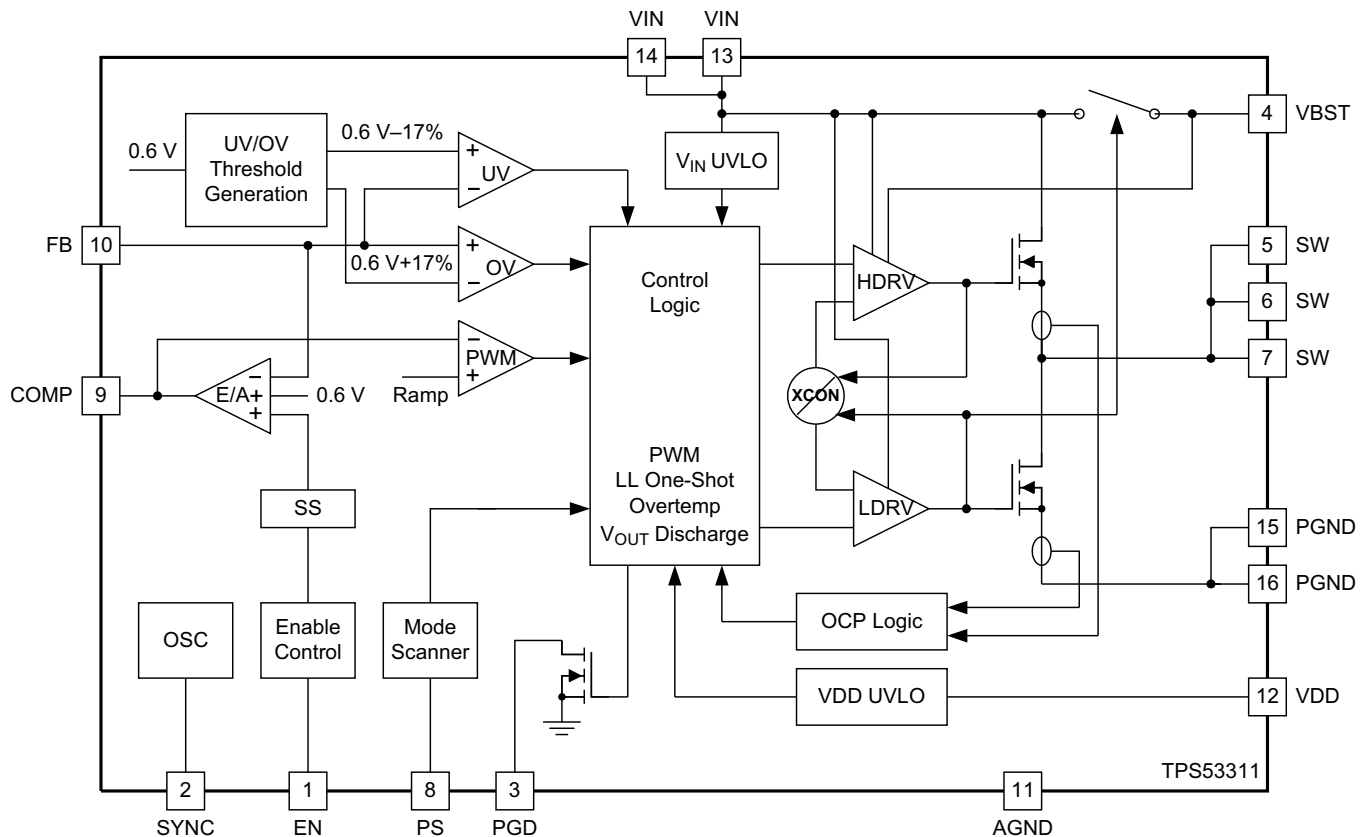 VIN
VIN
14
13
4
VBST
0.6 V
UV/OV
Threshold
Generation
0.6 V–17%
+
UV
–
VIN UVLO
FB
10
0.6 V+17%
+
OV
–
Control
Logic
HDRV
5
SW
6
SW
7
SW
COMP
9
–
E/A+
+
0.6 V
–
PWM
+
Ramp
XCON
PWM
LL One-Shot
Overtemp
VOUT Discharge
LDRV
SS
15
PGND
16
PGND
OSC
Enable
Control
Mode
Scanner
OCP Logic
VDD UVLO
12
VDD
TPS53311
2
1
8
3
11
SYNC
EN
PS
PGD
AGND